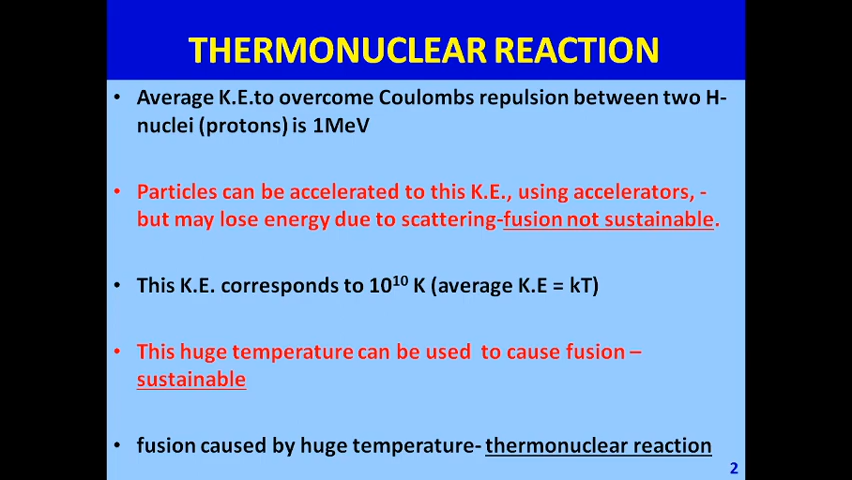 THERMONUCLEAR REACTION
• Average K.E.to overcome Coulombs repulsion between two H-
nuclei (protons) is 1MeV
• Particles can be accelerated to this K.E., using accelerators, -
but may lose energy due to scattering-fusion not sustainable.
• This K.E. corresponds to 10¹⁰ K (average K.E = kT)
• This huge temperature can be used to cause fusion –
sustainable
• fusion caused by huge temperature- thermonuclear reaction
2